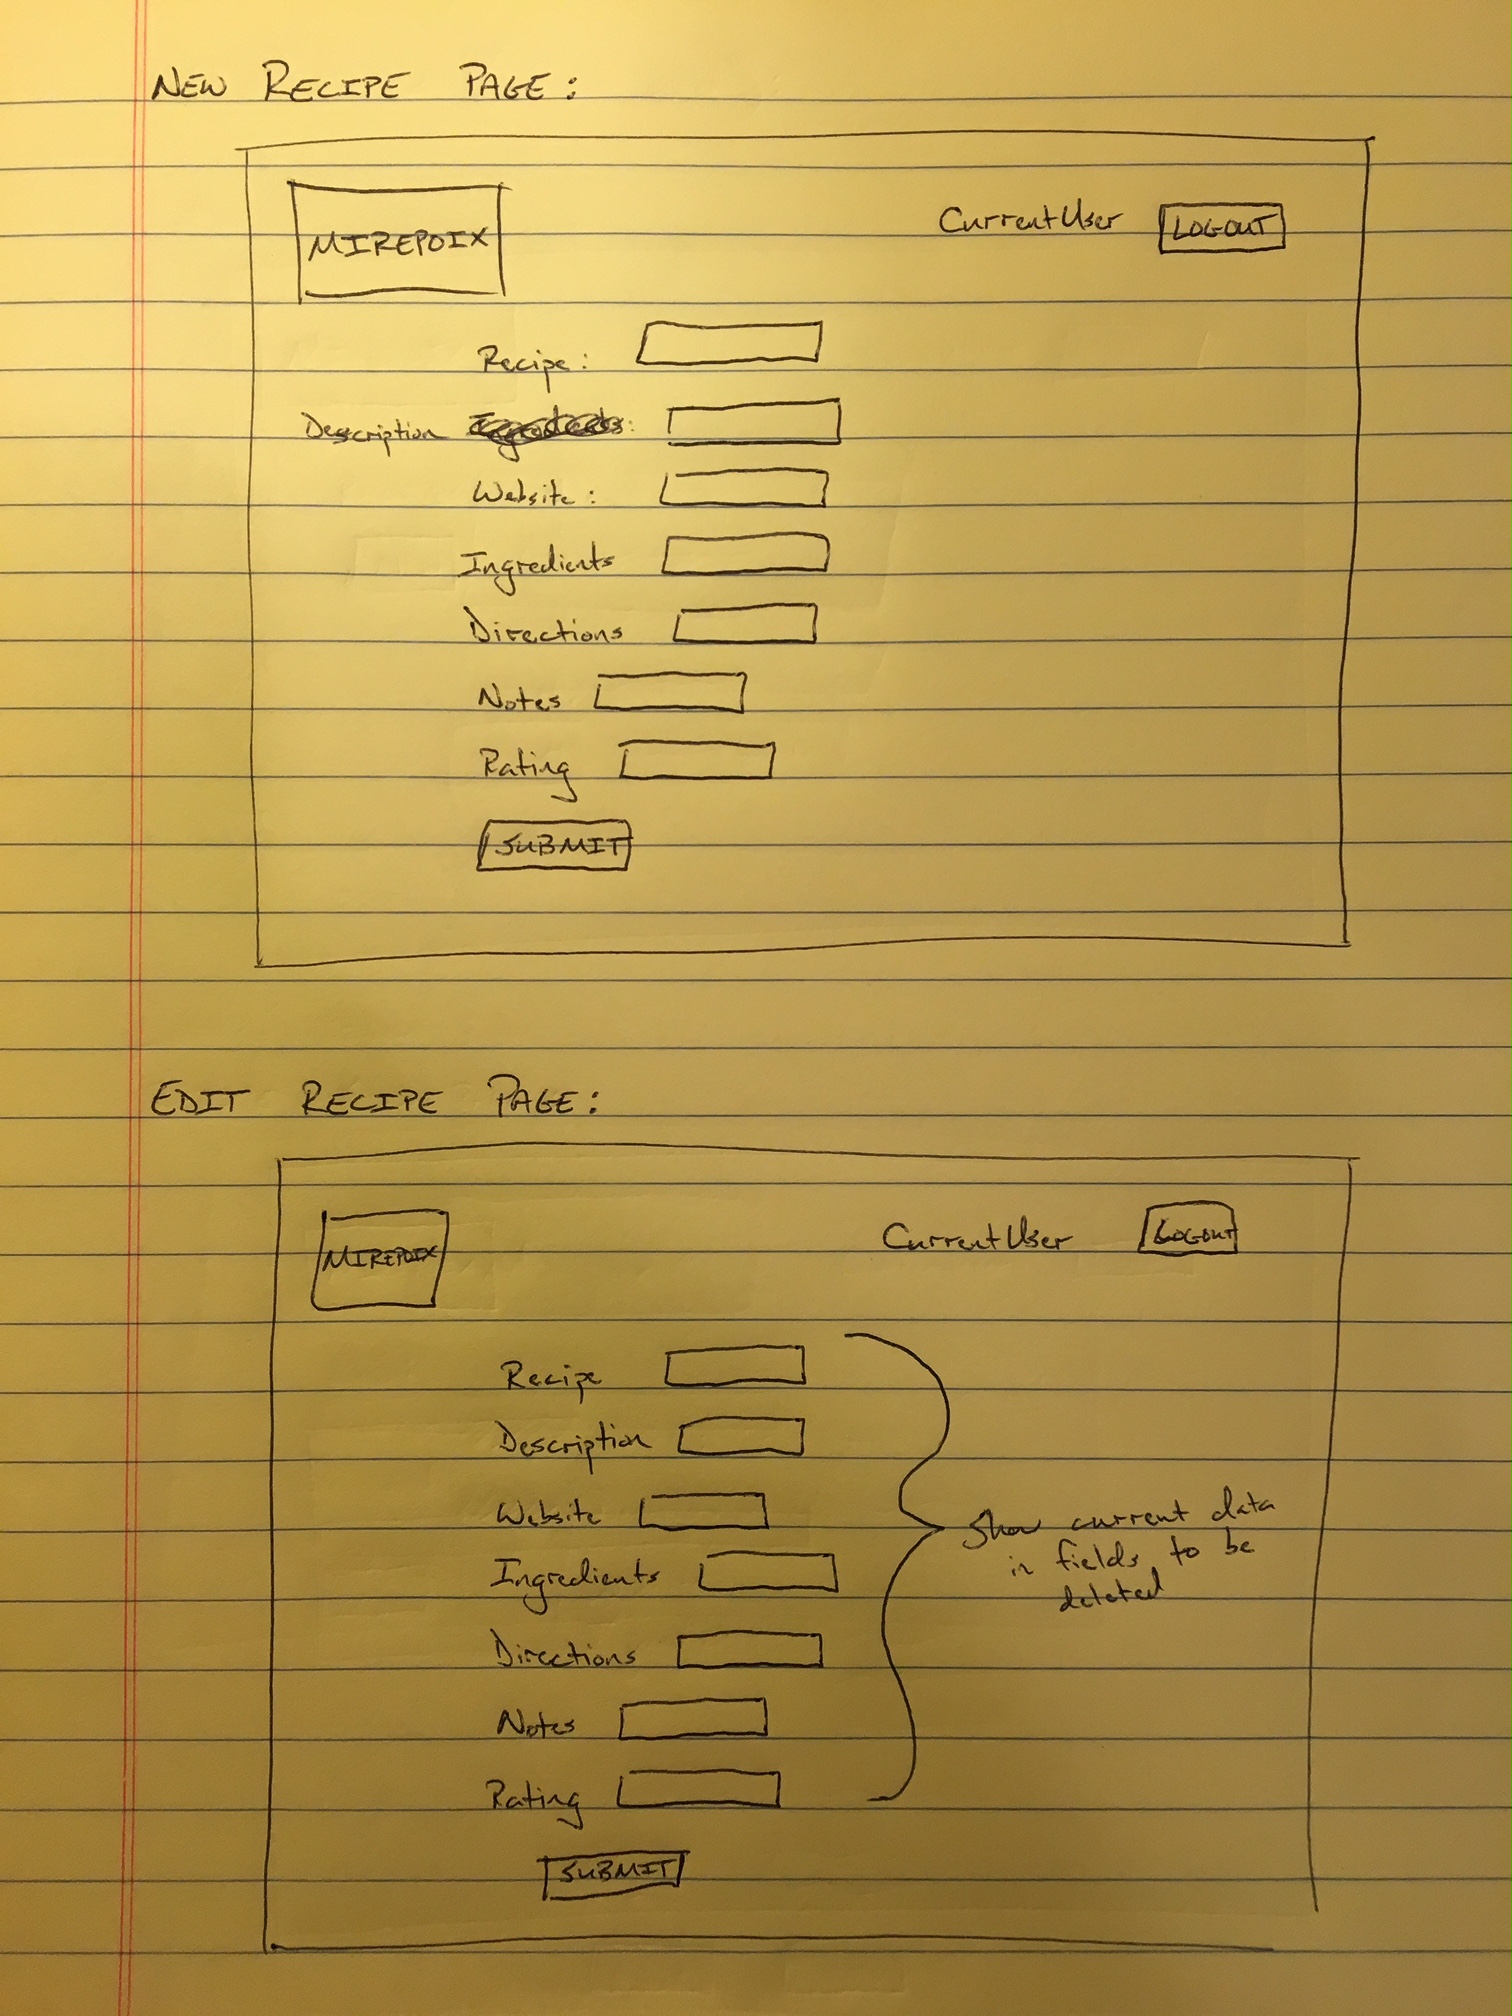 NEW RECIPE PAGE:
MIREPOIX
CurrentUser LOGOUT
Recipe:
Description Ingredients:
Website:
Ingredients
Directions
Notes
Rating
SUBMIT
EDIT RECIPE PAGE:
MIREPOIX
CurrentUser LOGOUT
Recipe
Description
Website
Ingredients
Directions
Notes
Rating
SUBMIT
Show current data
in fields to be
deleted